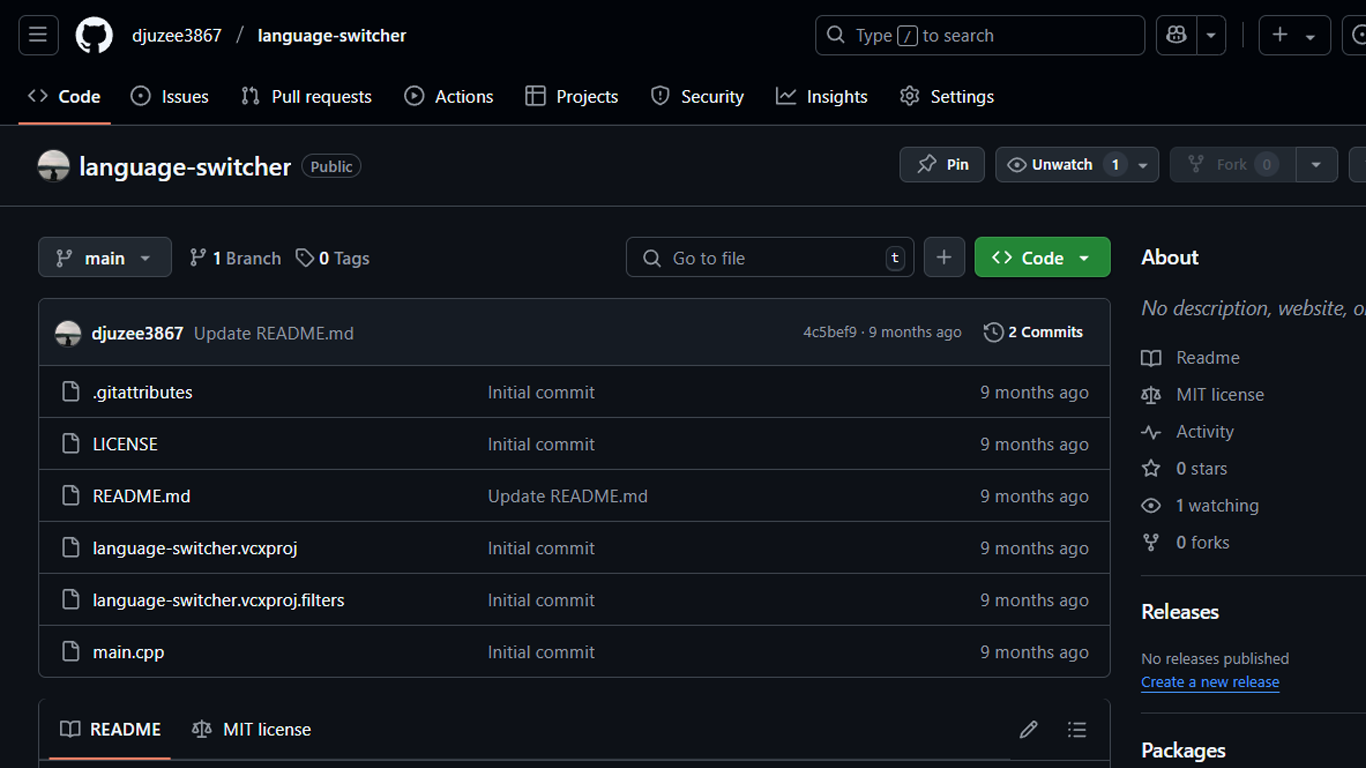 djuzee3867 / language-switcher
Type / to search
Code Issues Pull requests Actions Projects Security Insights Settings
language-switcher Public
Pin Unwatch 1 Fork 0
main 1 Branch 0 Tags
Go to file t
Code
djuzee3867 Update README.md 4c5bef9 · 9 months ago 2 Commits
.gitattributes Initial commit 9 months ago
LICENSE Initial commit 9 months ago
README.md Update README.md 9 months ago
language-switcher.vcxproj Initial commit 9 months ago
language-switcher.vcxproj.filters Initial commit 9 months ago
main.cpp Initial commit 9 months ago
README MIT license
About
No description, website, o
Readme
MIT license
Activity
0 stars
1 watching
0 forks
Releases
No releases published
Create a new release
Packages